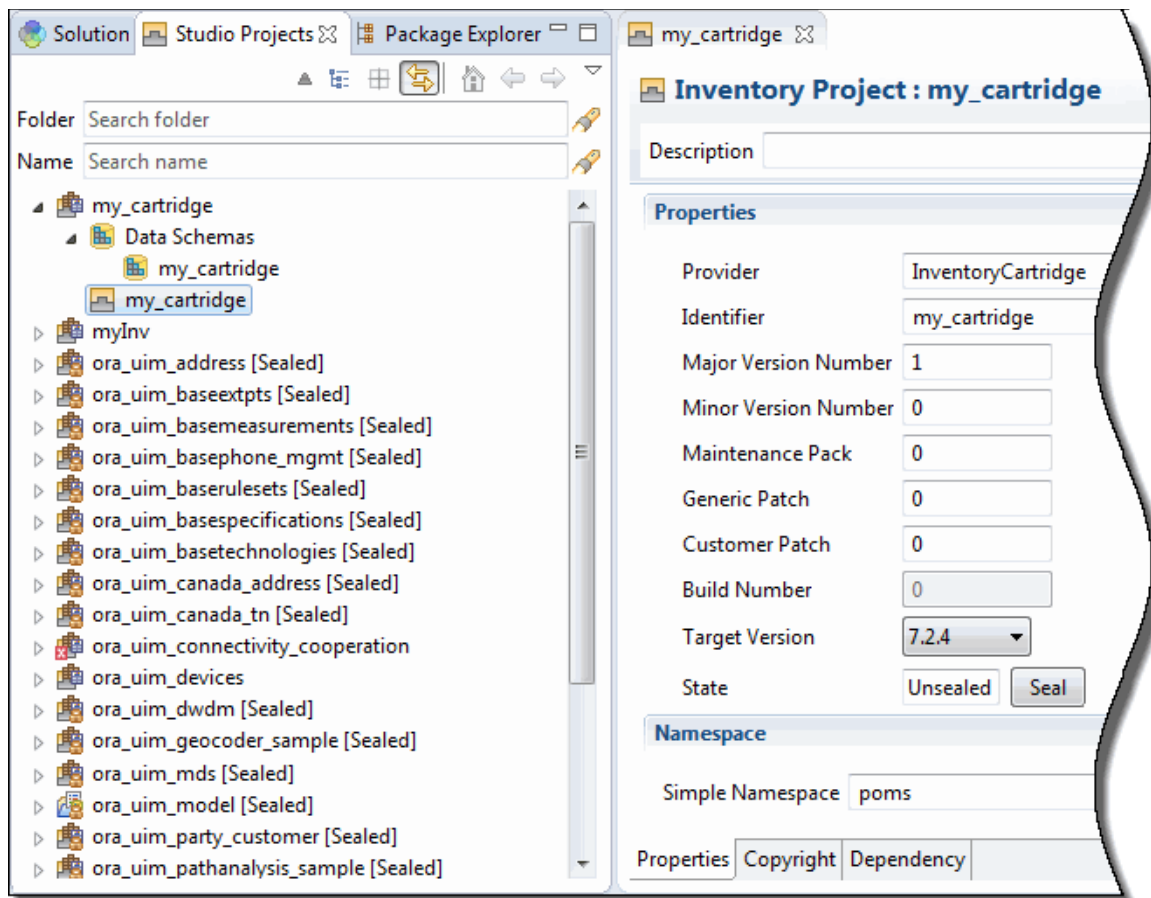 Solution Studio Projects Package Explorer
Folder Search folder
Name Search name
my_cartridge
Data Schemas
my_cartridge
my_cartridge
myInv
ora_uim_address [Sealed]
ora_uim_baseextpts [Sealed]
ora_uim_basemeasurements [Sealed]
ora_uim_basephone_mgmt [Sealed]
ora_uim_baserulesets [Sealed]
ora_uim_basespecifications [Sealed]
ora_uim_basetechnologies [Sealed]
ora_uim_canada_address [Sealed]
ora_uim_canada_tn [Sealed]
ora_uim_connectivity_cooperation
ora_uim_devices
ora_uim_dwdm [Sealed]
ora_uim_geocoder_sample [Sealed]
ora_uim_mds [Sealed]
ora_uim_model [Sealed]
ora_uim_party_customer [Sealed]
ora_uim_pathanalysis_sample [Sealed]
my_cartridge
Inventory Project : my_cartridge
Description
Properties
Provider InventoryCartridge
Identifier my_cartridge
Major Version Number 1
Minor Version Number 0
Maintenance Pack 0
Generic Patch 0
Customer Patch 0
Build Number 0
Target Version 7.2.4
State Unsealed Seal
Namespace
Simple Namespace poms
Properties Copyright Dependency